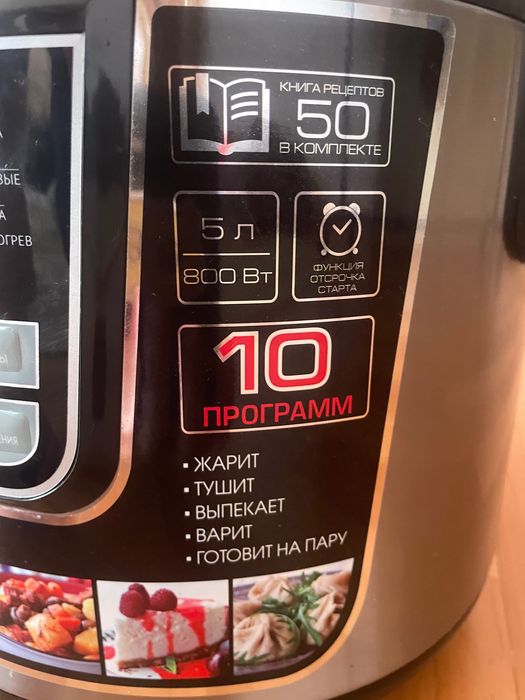 КНИГА РЕЦЕПТОВ
50
В КОМПЛЕКТЕ
5 л
800 Вт
ФУНКЦИЯ
ОТСРОЧКА
СТАРТА
10
ПРОГРАММ
• ЖАРИТ
• ТУШИТ
• ВЫПЕКАЕТ
• ВАРИТ
• ГОТОВИТ НА ПАРУ